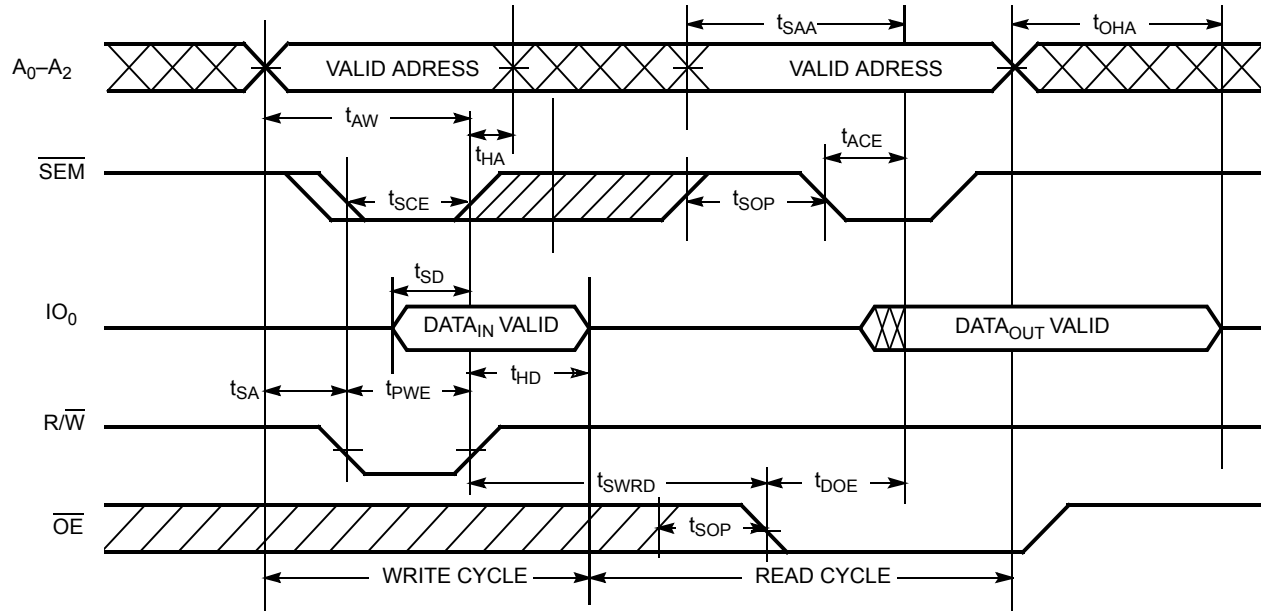 tSAA
tOHA
A0–A2
VALID ADRESS
VALID ADRESS
tAW
tHA
tACE
SEM
tSCE
tSOP
tSD
IO0
DATAIN VALID
DATAOUT VALID
tSA
tPWE
tHD
R/W
tSWRD
tDOE
OE
tSOP
WRITE CYCLE
READ CYCLE